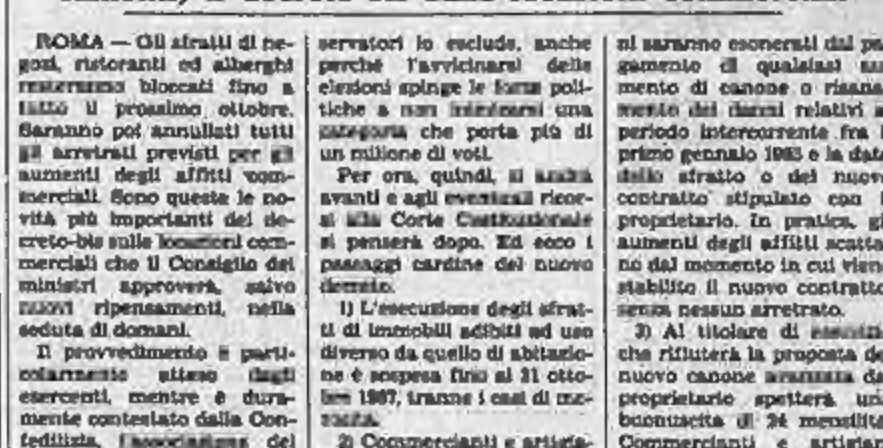 ROMA — Gli sfratti di ne-
gozi, ristoranti ed alberghi
resteranno bloccati fino a
tutto il prossimo ottobre.
Saranno poi annullati tutti
gli arretrati previsti per gli
aumenti degli affitti com-
merciali. Sono queste le no-
vità più importanti del de-
creto-bis sulle locazioni com-
merciali che il Consiglio dei
ministri approverà, salvo
nuovi ripensamenti, nella
seduta di domani.
Il provvedimento è parti-
colarmente atteso dagli
esercenti, mentre è dura-
mente contestato dalla Con-
fedilizia, l'associazione dei
servatori lo esclude, anche
perché l'avvicinarsi delle
elezioni spinge le forze poli-
tiche a non inimicarsi una
categoria che porta più di
un milione di voti.
Per ora, quindi, si andrà
avanti e agli eventuali ricor-
si alla Corte Costituzionale
si penserà dopo. Ed ecco i
passaggi cardine del nuovo
decreto.
1) L'esecuzione degli sfrat-
ti di immobili adibiti ad uso
diverso da quello di abitazio-
ne è sospesa fino al 31 otto-
bre 1987, tranne i casi di mo-
rosità.
2) Commercianti e artigia-
ni saranno esonerati dal pa
gamento di qualsiasi au
mento di canone o risarci
mento dei danni relativi a
periodo intercorrente fra i
primo gennaio 1985 e la data
dello sfratto o del nuovo
contratto stipulato con i
proprietario. In pratica, gl
aumenti degli affitti scatta
no dal momento in cui viene
stabilito il nuovo contratto
senza nessun arretrato.
3) Al titolare di esercizi
che rifiuterà la proposta de
nuovo canone avanzata da
proprietario spetterà una
buonuscita di 24 mensilità
Commercianti e artigian